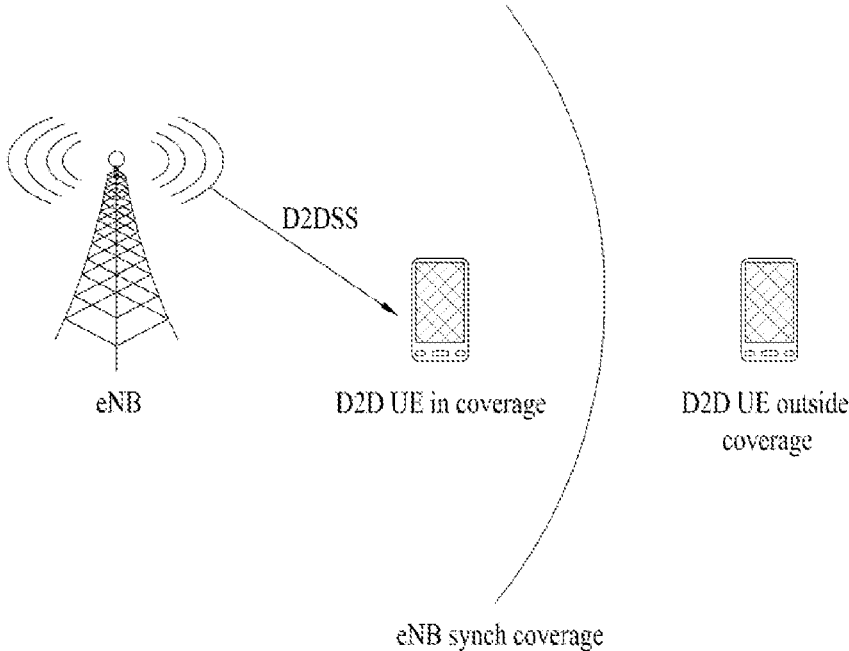 D2DSS
eNB
D2D UE in coverage
D2D UE outside
coverage
eNB synch coverage